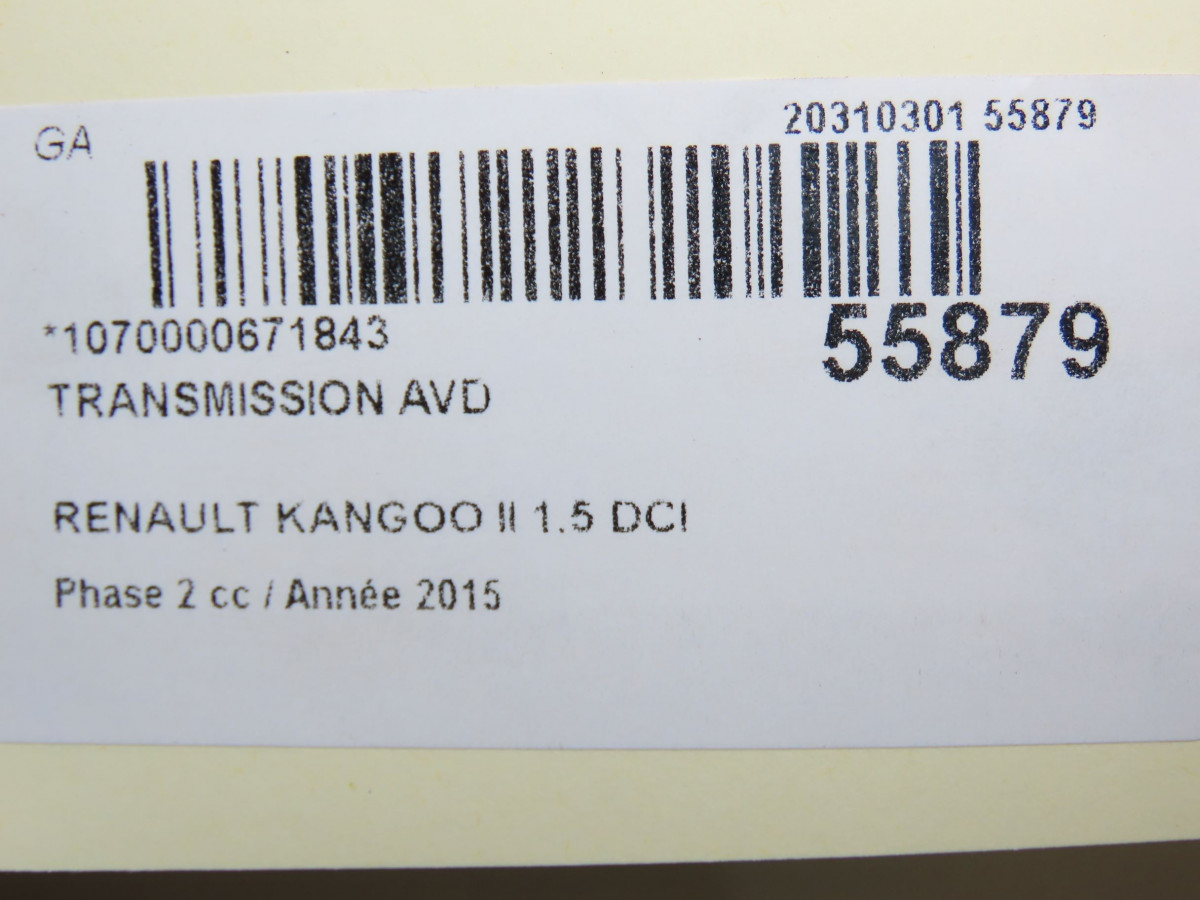 GA
20310301 55879
*1070000671843
55879
TRANSMISSION AVD
RENAULT KANGOO II 1.5 DCI
Phase 2 cc / Année 2015